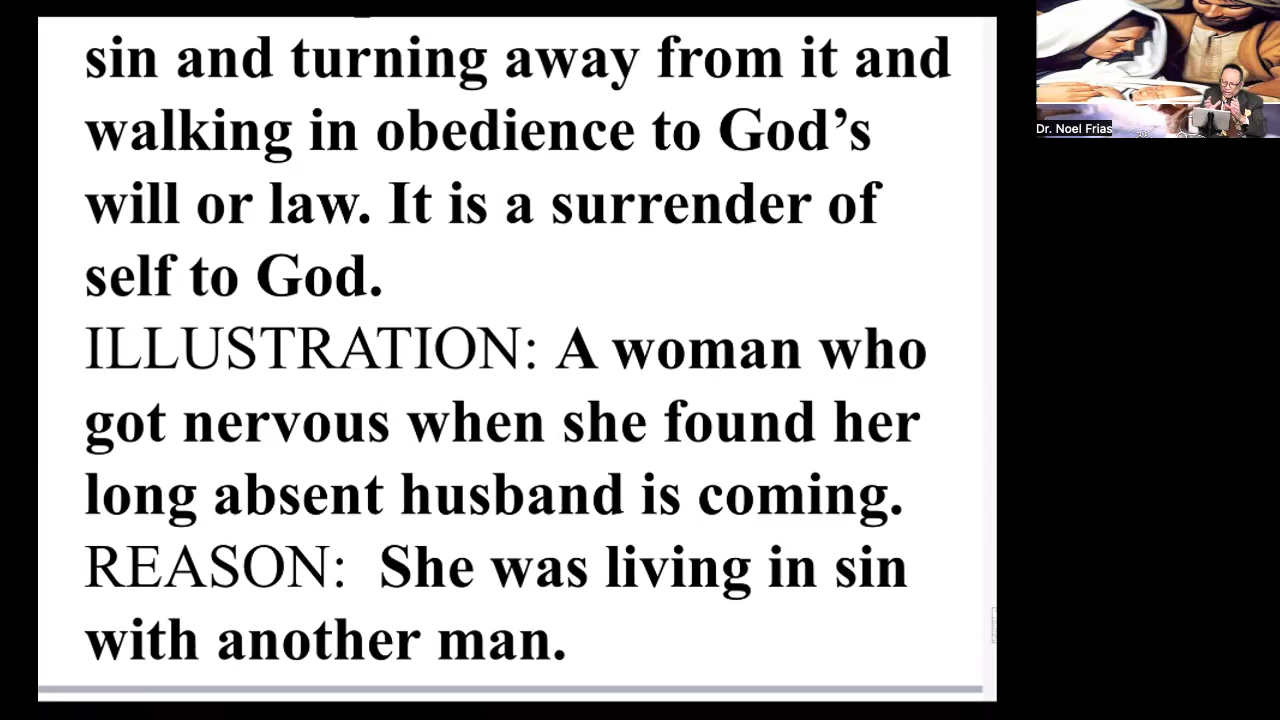 sin and turning away from it and
walking in obedience to God’s
will or law. It is a surrender of
self to God.
ILLUSTRATION: A woman who
got nervous when she found her
long absent husband is coming.
REASON: She was living in sin
with another man.
Dr. Noel Frias